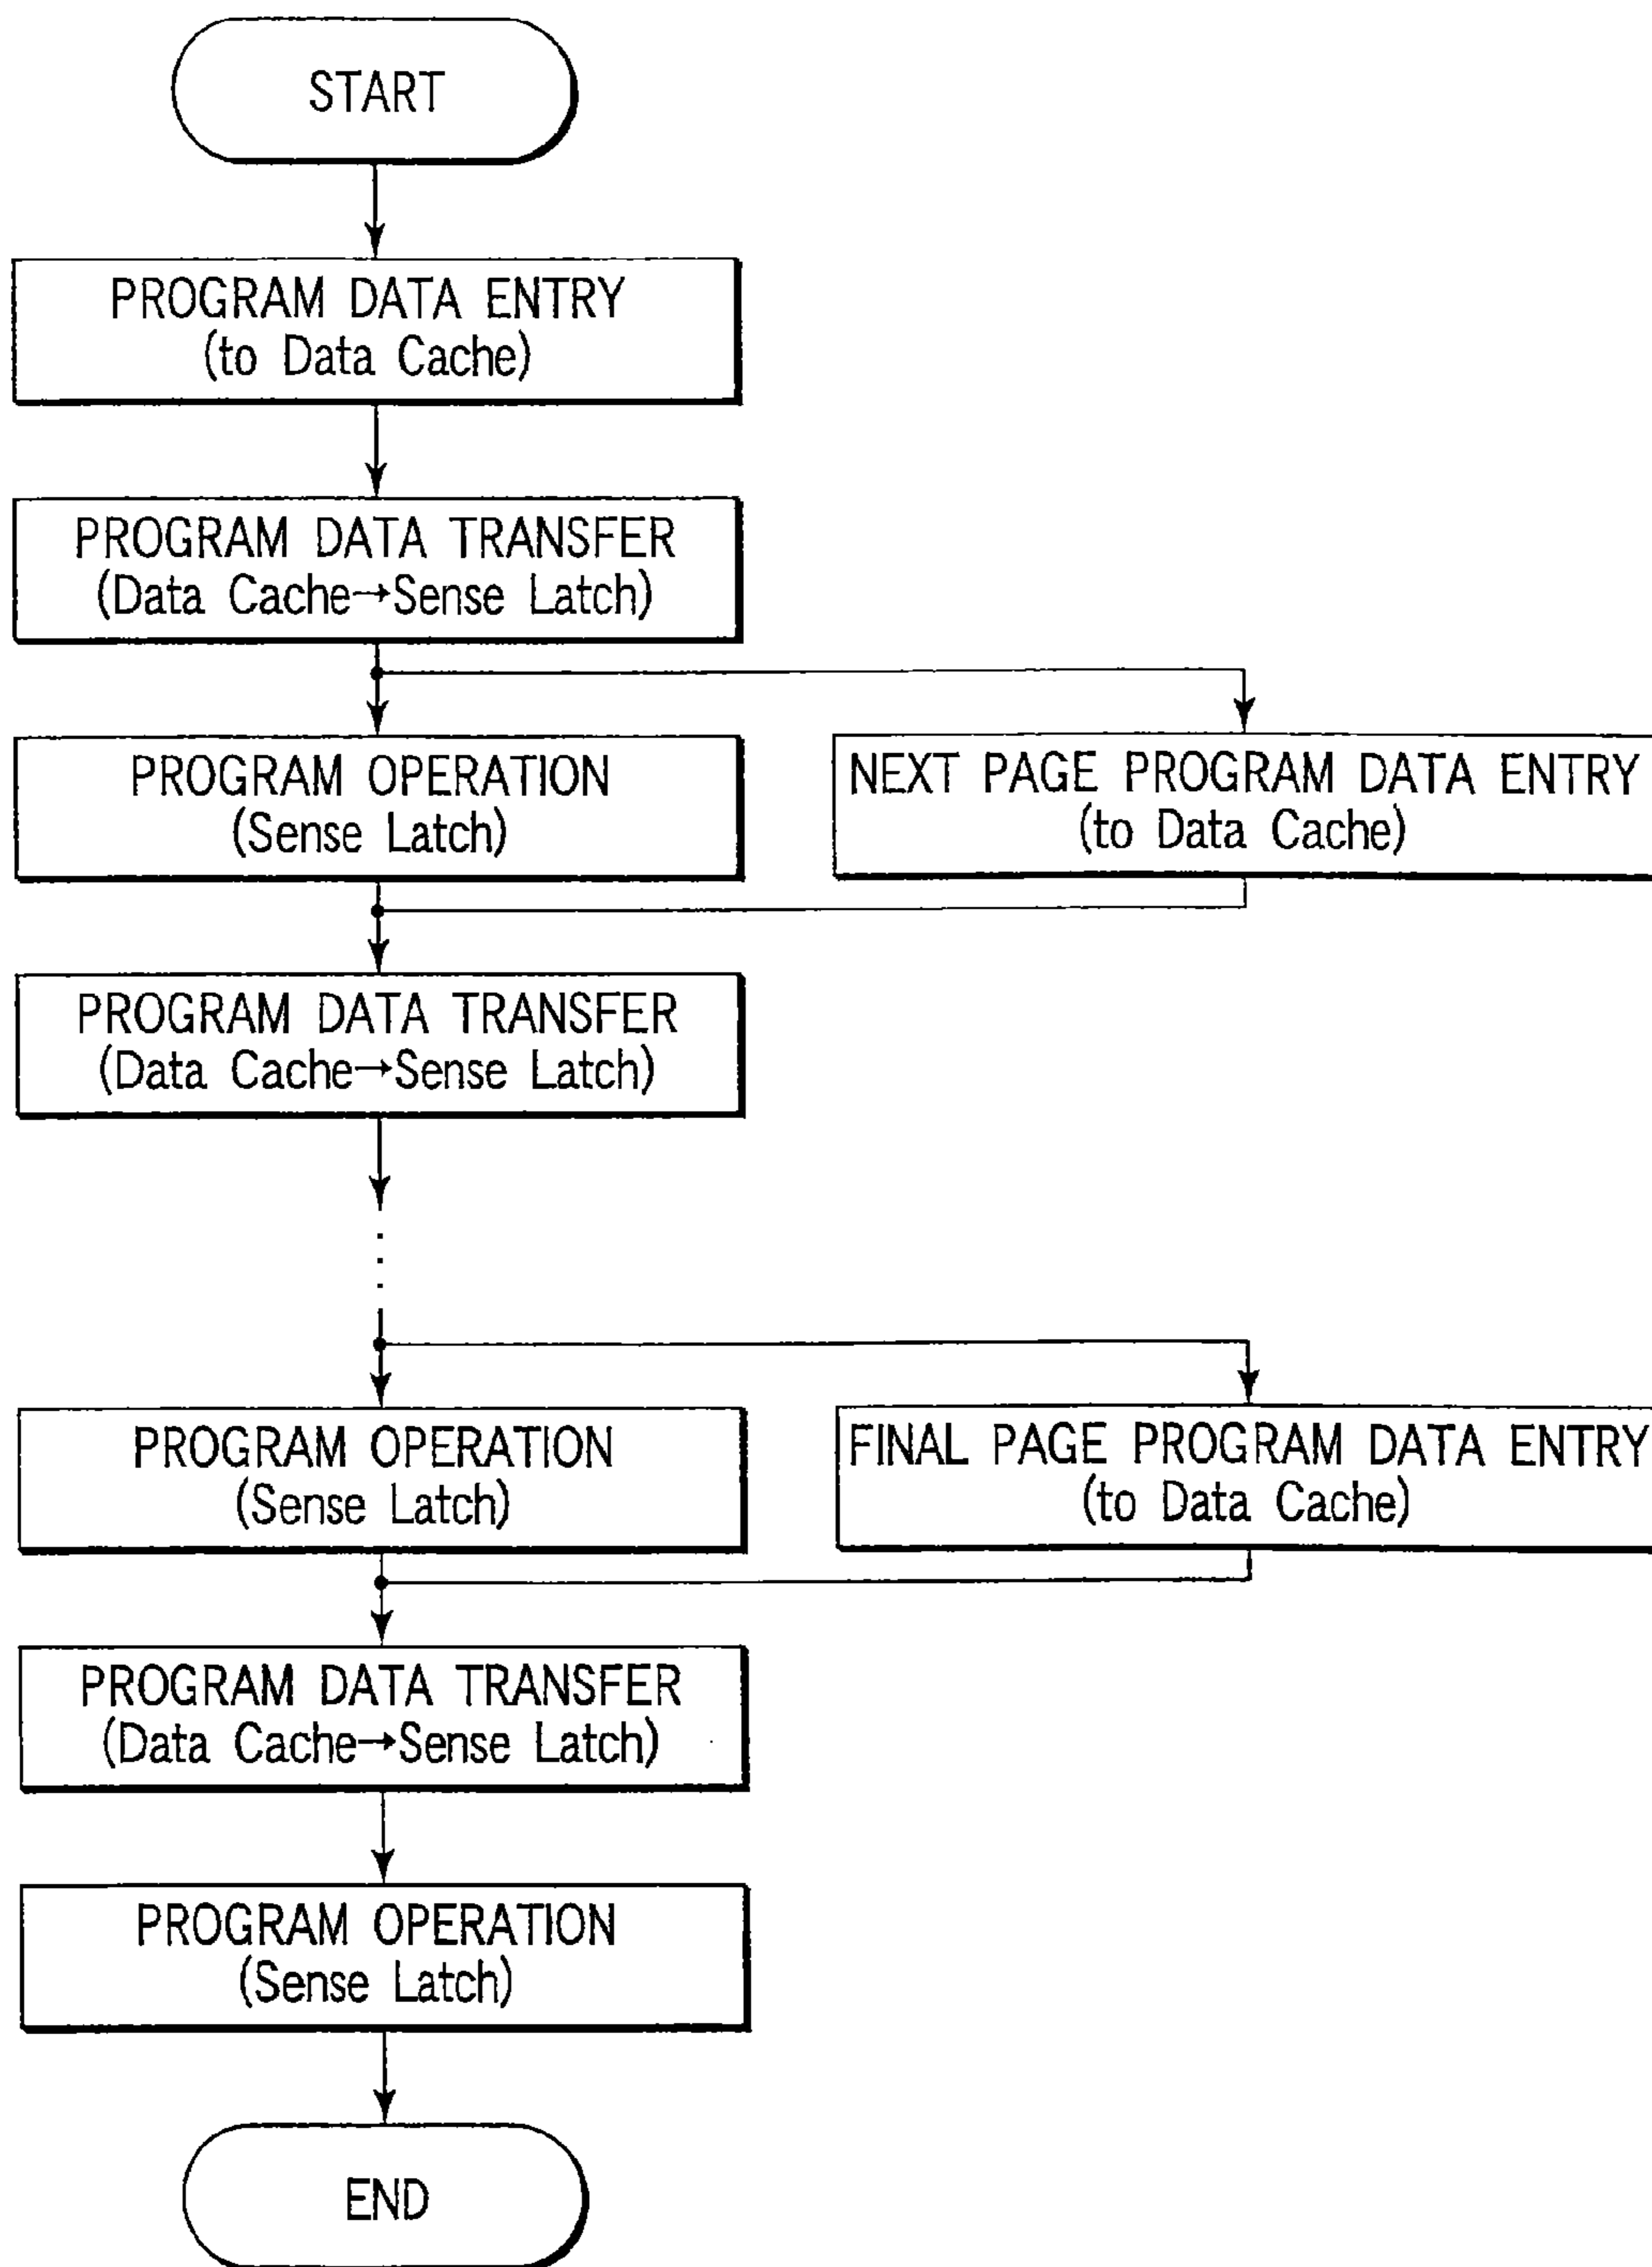 START
PROGRAM DATA ENTRY
(to Data Cache)
PROGRAM DATA TRANSFER
(Data Cache→Sense Latch)
PROGRAM OPERATION
(Sense Latch)
NEXT PAGE PROGRAM DATA ENTRY
(to Data Cache)
PROGRAM DATA TRANSFER
(Data Cache→Sense Latch)
PROGRAM OPERATION
(Sense Latch)
FINAL PAGE PROGRAM DATA ENTRY
(to Data Cache)
PROGRAM DATA TRANSFER
(Data Cache→Sense Latch)
PROGRAM OPERATION
(Sense Latch)
END